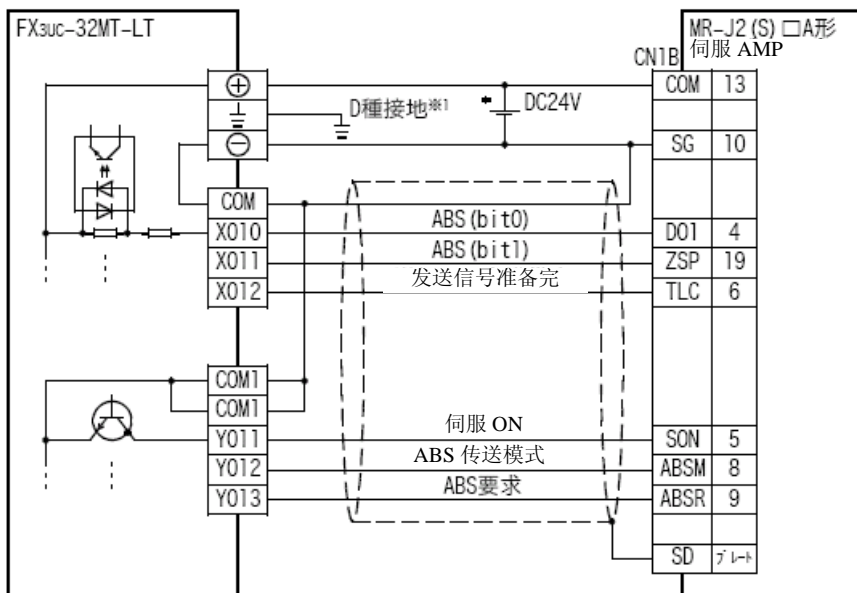 FX3UC-32MT-LT
MR-J2(S) □A形
伺服 AMP
CN1B
⊕
COM 13
D種接地※1
DC24V
⊖
SG 10
COM
X010
ABS(bit0)
DO1 4
X011
ABS(bit1)
ZSP 19
X012
发送信号准备完
TLC 6
COM1
COM1
Y011
伺服 ON
SON 5
Y012
ABS 传送模式
ABSM 8
Y013
ABS要求
ABSR 9
SD プレート